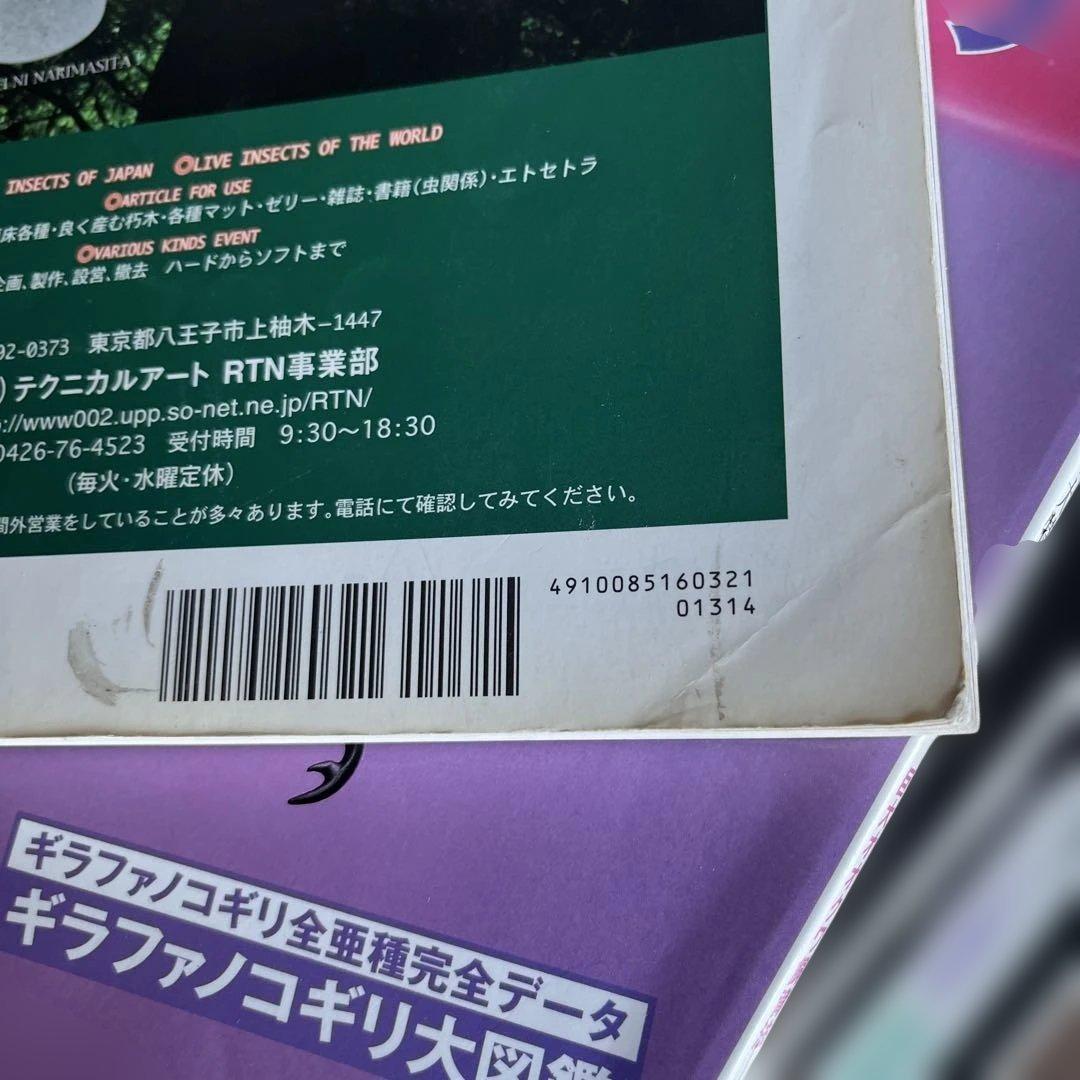 NI NARIMASITA
INSECTS OF JAPAN ◎LIVE INSECTS OF THE WORLD
◎ARTICLE FOR USE
床各種・良く産む朽木・各種マット・ゼリー・雑誌・書籍(虫関係)・エトセトラ
◎VARIOUS KINDS EVENT
企画、製作、設営、撤去 ハードからソフトまで
92-0373 東京都八王子市上柚木−1447
) テクニカルアート RTN事業部
://www002.upp.so-net.ne.jp/RTN/
0426-76-4523 受付時間 9:30〜18:30
(毎火・水曜定休)
間外営業をしていることが多々あります。電話にて確認してみてください。
4910085160321
01314
ギラファノコギリ全亜種完全データ
ギラファノコギリ大図鑑